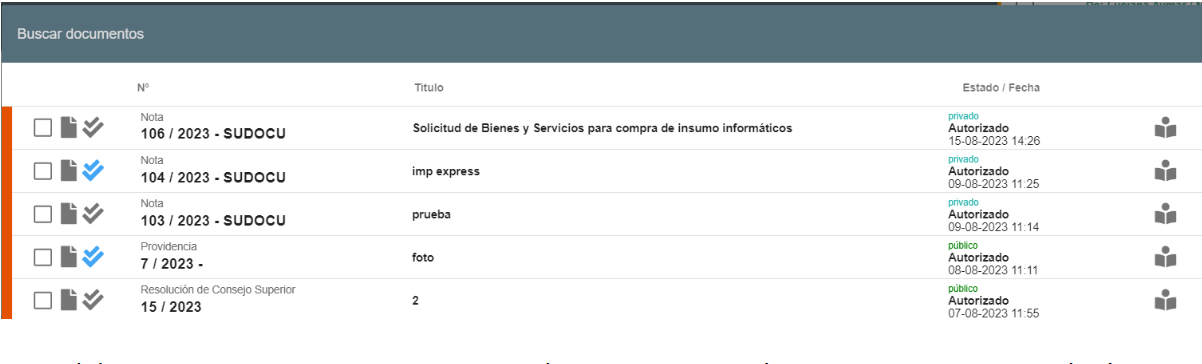 Buscar documentos
Nº Titulo Estado / Fecha
Nota
106 / 2023 - SUDOCU
Solicitud de Bienes y Servicios para compra de insumo informáticos
privado
Autorizado
15-08-2023 14:26
Nota
104 / 2023 - SUDOCU
imp express
privado
Autorizado
09-08-2023 11:25
Nota
103 / 2023 - SUDOCU
prueba
privado
Autorizado
09-08-2023 11:14
Providencia
7 / 2023 -
foto
público
Autorizado
08-08-2023 11:11
Resolución de Consejo Superior
15 / 2023
2
público
Autorizado
07-08-2023 11:55